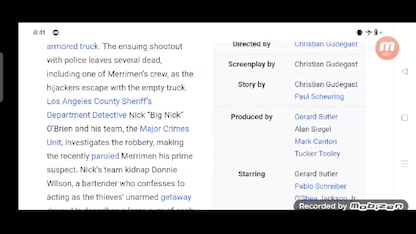 8:41
armored truck. The ensuing shootout
with police leaves several dead,
including one of Merrimen's crew, as the
hijackers escape with the empty truck.
Los Angeles County Sheriff's
Department Detective Nick "Big Nick"
O'Brien and his team, the Major Crimes
Unit, investigates the robbery, making
the recently paroled Merrimen his prime
suspect. Nick's team kidnap Donnie
Wilson, a bartender who confesses to
acting as the thieves' unarmed getaway
Directed by Christian Gudegast
Screenplay by Christian Gudegast
Story by Christian Gudegast
Paul Scheuring
Produced by Gerard Butler
Alan Siegel
Mark Canton
Tucker Tooley
Starring Gerard Butler
Pablo Schreiber
O'Shea Jackson Jr.
Recorded by mobizen